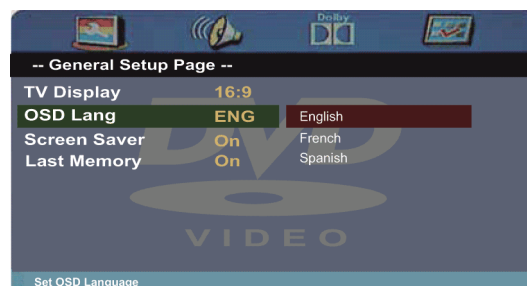 Dolby
-- General Setup Page --
TV Display 16:9
OSD Lang ENG English
Screen Saver On French
Last Memory On Spanish
DVD
VIDEO
Set OSD Language